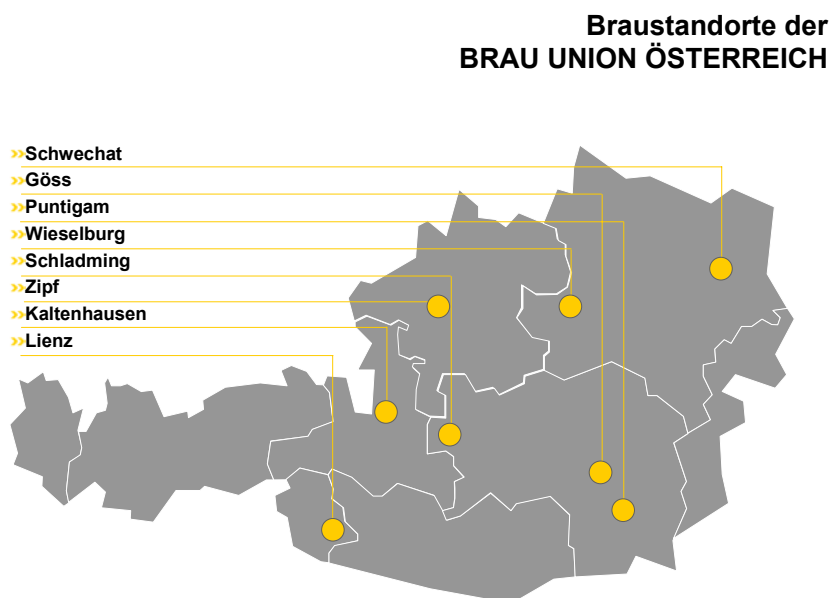 Braustandorte der
BRAU UNION ÖSTERREICH
»Schwechat
»Göss
»Puntigam
»Wieselburg
»Schladming
»Zipf
»Kaltenhausen
»Lienz